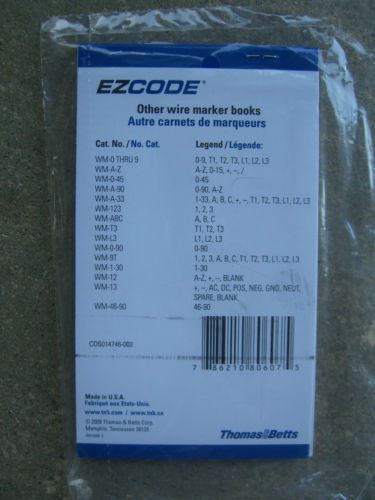 EZCODE®
Other wire marker books
Autre carnets de marqueurs
Cat. No. / No. Cat. Legend / Légende:
WM-0 THRU 9 0-9, T1, T2, T3, L1, L2, L3
WM-A-Z A-Z, 0-15, +, –, /
WM-0-45 0-45
WM-A-90 0-90, A-Z
WM-A-33 1-33, A, B, C, +, –, T1, T2, T3, L1, L2, L3
WM-123 1, 2, 3
WM-ABC A, B, C
WM-T3 T1, T2, T3
WM-L3 L1, L2, L3
WM-0-90 0-90
WM-9T 1, 2, 3, A, B, C, T1, T2, T3, L1, L2, L3
WM-1-30 1-30
WM-12 A-Z, +, –, BLANK
WM-13 +, –, AC, DC, POS, NEG, GND, NEUT,
SPARE, BLANK
WM-46-90 46-90
CDS014746-002
7 86210 80607 5
Made in U.S.A.
Fabriqué aux Etats-Unis.
www.tnb.com / www.tnb.ca
© 2009 Thomas & Betts Corp.
Memphis, Tennessee 38125
Thomas&Betts